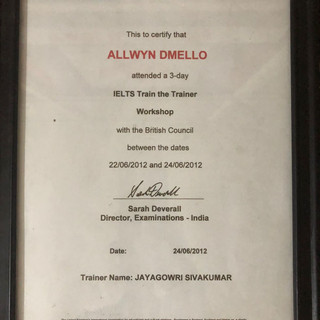 This is to certify that
ALLWYN DMELLO
attended a 3-day
IELTS Train the Trainer
Workshop
with the British Council
between the dates
22/06/2012 and 24/06/2012
Sarah Deverall
Director, Examinations - India
Date: 24/06/2012
Trainer Name: JAYAGOWRI SIVAKUMAR